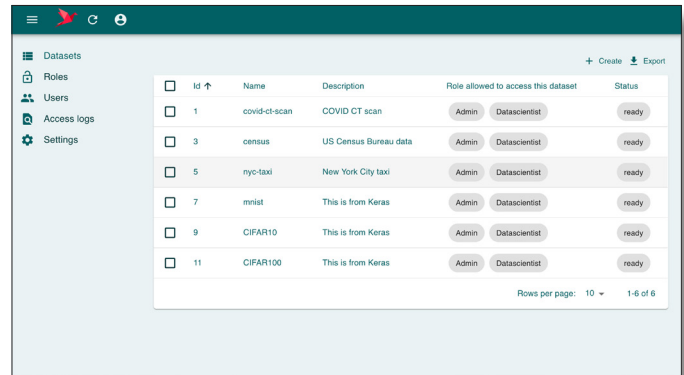 Datasets
Roles
Users
Access logs
Settings
Create Export
Id Name Description Role allowed to access this dataset Status
1 covid-ct-scan COVID CT scan Admin Datascientist ready
3 census US Census Bureau data Admin Datascientist ready
5 nyc-taxi New York City taxi Admin Datascientist ready
7 mnist This is from Keras Admin Datascientist ready
9 CIFAR10 This is from Keras Admin Datascientist ready
11 CIFAR100 This is from Keras Admin Datascientist ready
Rows per page: 10 1-6 of 6